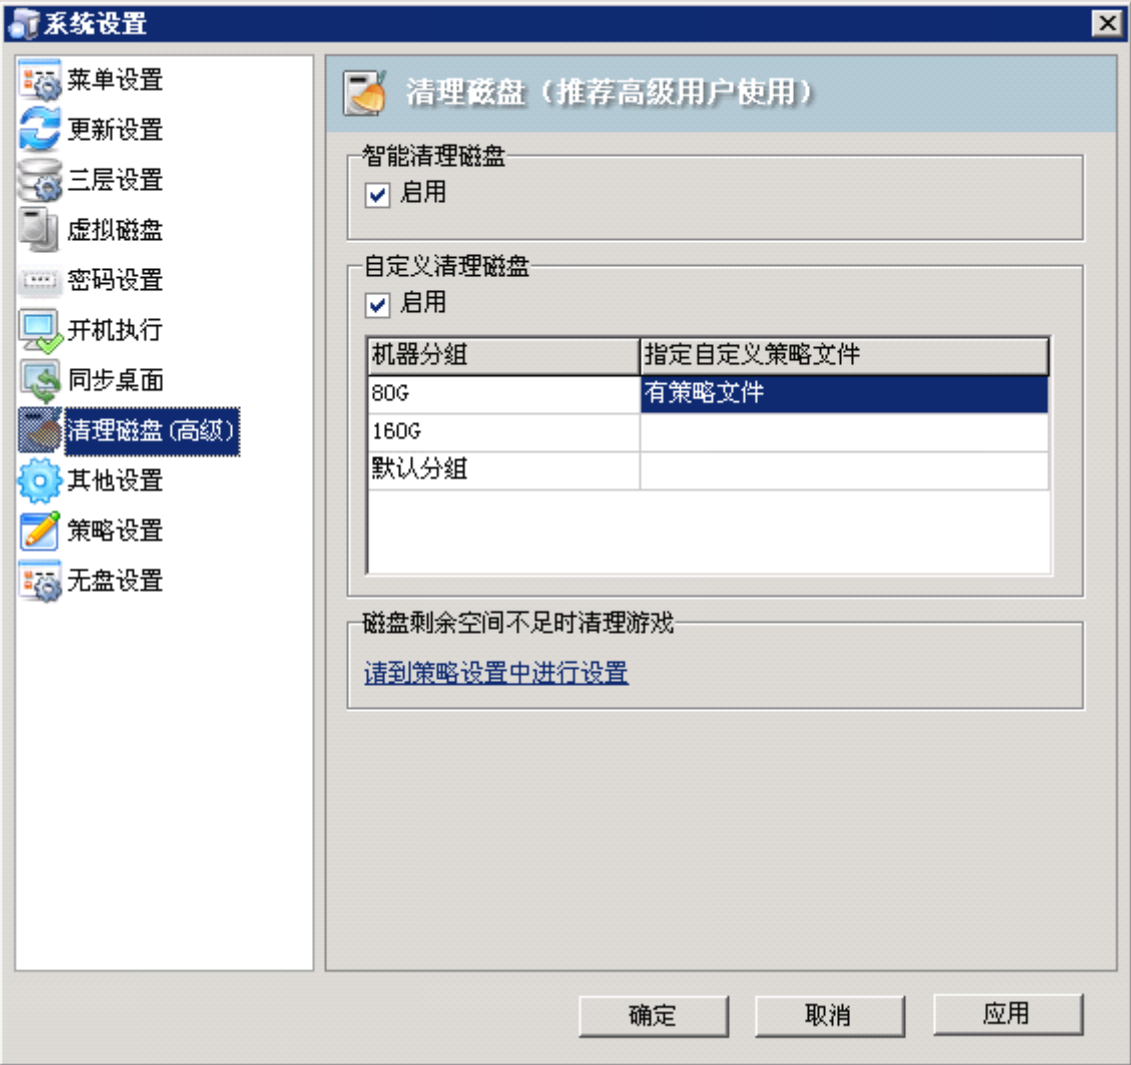 系统设置
菜单设置
更新设置
三层设置
虚拟磁盘
密码设置
开机执行
同步桌面
清理磁盘(高级)
其他设置
策略设置
无盘设置
清理磁盘（推荐高级用户使用）
智能清理磁盘
启用
自定义清理磁盘
启用
机器分组 指定自定义策略文件
80G 有策略文件
160G
默认分组
磁盘剩余空间不足时清理游戏
请到策略设置中进行设置
确定 取消 应用